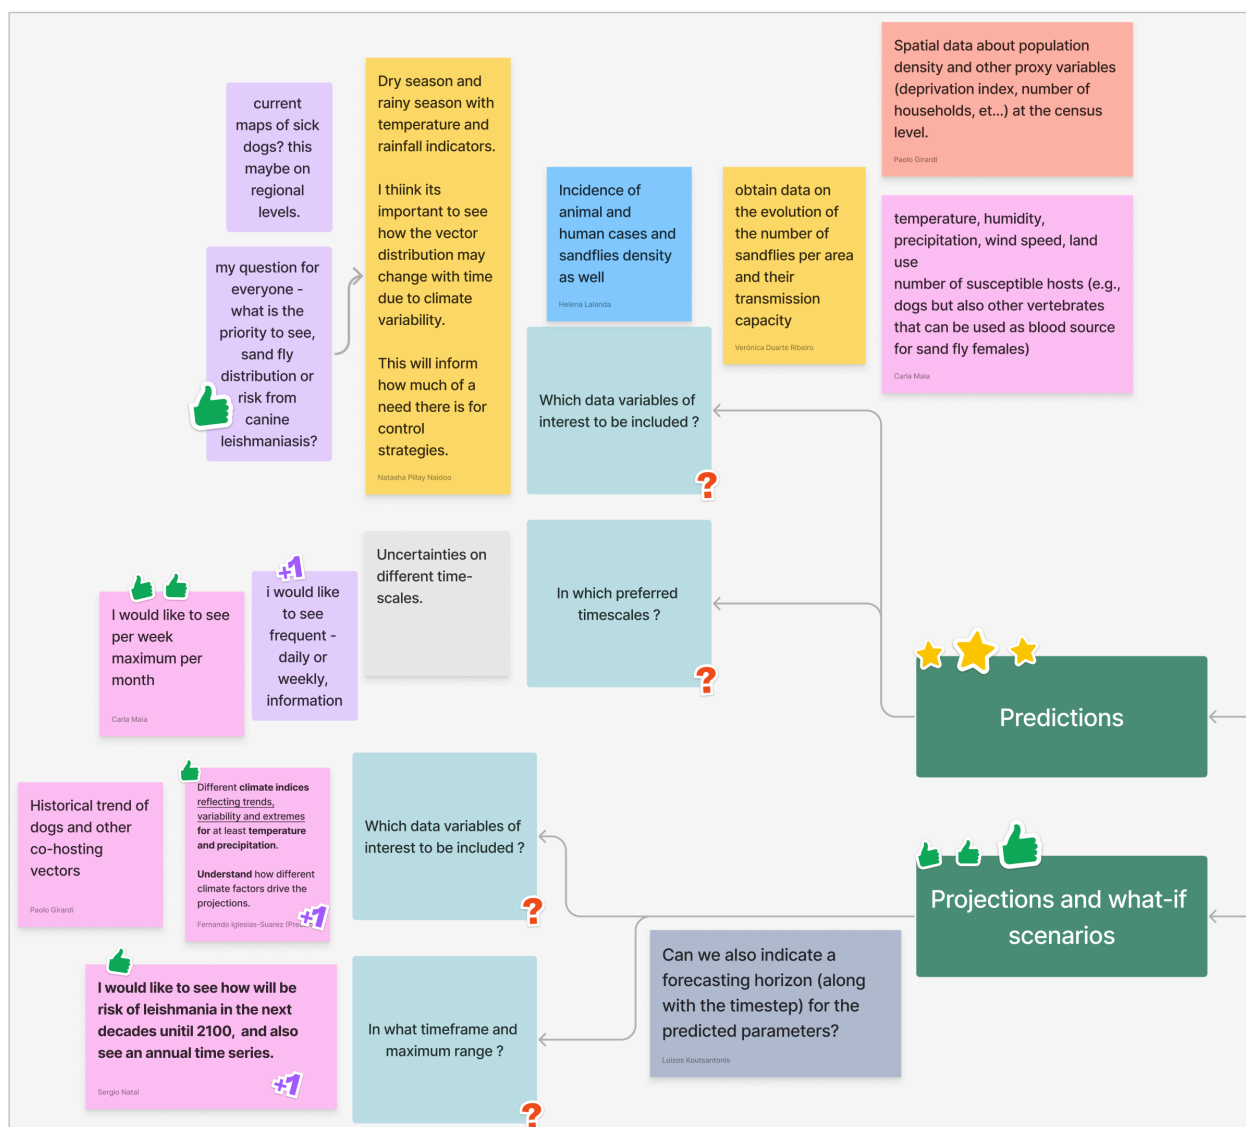 current
maps of sick
dogs? this
maybe on
regional
levels.
my question for
everyone -
what is the
priority to see,
sand fly
distribution or
risk from
canine
leishmaniasis?
Dry season and
rainy season with
temperature and
rainfall indicators.
I thiink its
important to see
how the vector
distribution may
change with time
due to climate
variability.
This will inform
how much of a
need there is for
control
strategies.
Natasha Pillay Naidoo
Incidence of
animal and
human cases and
sandflies density
as well
Helena Lalanda
obtain data on
the evolution of
the number of
sandflies per area
and their
transmission
capacity
Verónica Duarte Ribeiro
Spatial data about population
density and other proxy variables
(deprivation index, number of
households, et...) at the census
level.
Paolo Girardi
temperature, humidity,
precipitation, wind speed, land
use
number of susceptible hosts (e.g.,
dogs but also other vertebrates
that can be used as blood source
for sand fly females)
Carla Maia
Which data variables of
interest to be included ?
?
I would like to see
per week
maximum per
month
Carla Maia
+1
i would like
to see
frequent -
daily or
weekly,
information
Uncertainties on
different time-
scales.
In which preferred
timescales ?
?
Predictions
Historical trend of
dogs and other
co-hosting
vectors
Paolo Girardi
Different climate indices
reflecting trends,
variability and extremes
for at least temperature
and precipitation.
Understand how different
climate factors drive the
projections.
Fernando Iglesias-Suarez
+1
Which data variables of
interest to be included ?
?
Projections and what-if
scenarios
I would like to see how will be
risk of leishmania in the next
decades unitil 2100, and also
see an annual time series.
Sergio Natal
+1
In what timeframe and
maximum range ?
?
Can we also indicate a
forecasting horizon (along
with the timestep) for the
predicted parameters?
Loizos Koutsantonis